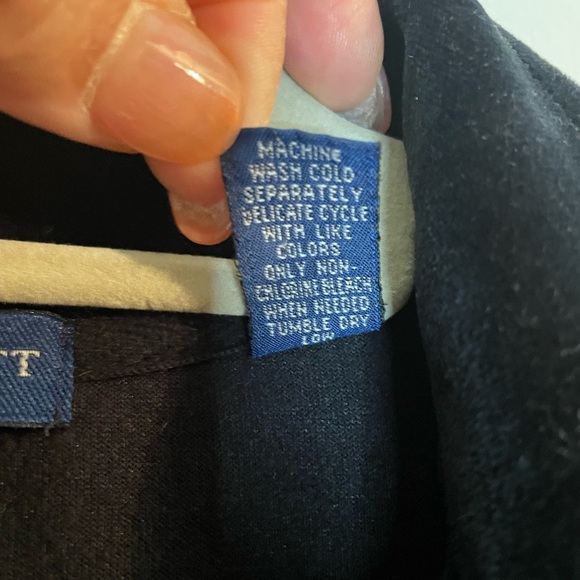 MACHINE
WASH COLD
SEPARATELY
DELICATE CYCLE
WITH LIKE
COLORS
ONLY NON-
CHLORINE BLEACH
WHEN NEEDED
TUMBLE DRY
LOW